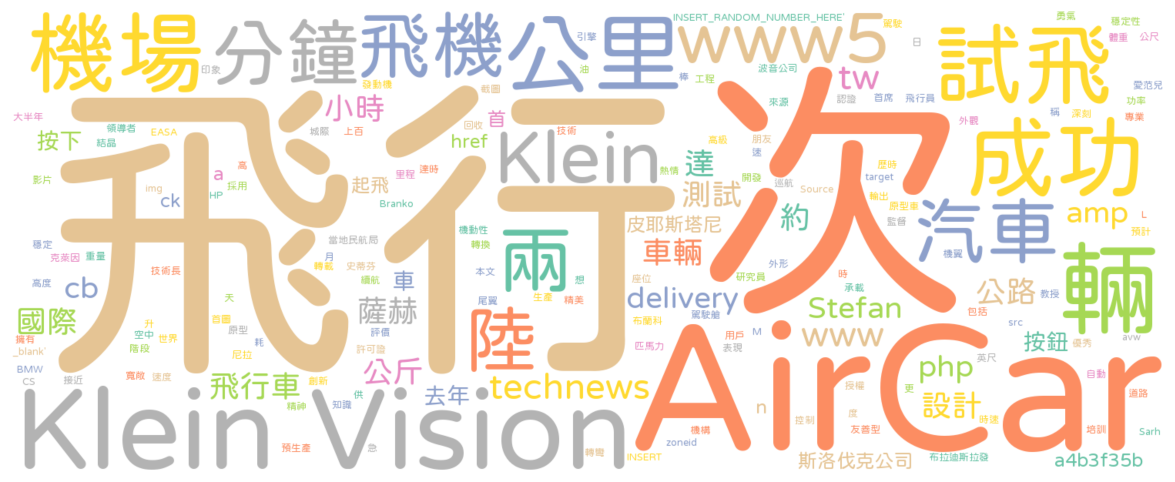 INSERT_RANDOM_NUMBER_HERE'
勇氣
穩定性
機場
分鐘
飛機
公里
www5
試飛
引擎
駕駛
體重
公尺
日
印象
發動機
油
棒
工程
波音公司
tw
愛范兒
截圖
小時
首
來源
認證
首席
飛行員
稱
深刻
功率
大半年
領導者
城區
上百
回收
技術
高級
朋友
外觀
專業
按下
結晶
EASA
href
Klein
速
成功
飛行
次
影片
a
高
里程
連時
熱情
達
開發
巡航
歷時
target
img
ck
HP
採用
起飛
Branko
測試
Source
輸出
原型車
約
監督
汽車
amp
L
皮耶斯塔尼
機動性
轉換
兩
車輛
預計
穩定
當地民航局
克萊因
重量
月
車
本文
想
研究員
外形
機翼
輛
技術長
轉載
史蒂芬
續航
座位
時
公路
教授
高度
cb
天
尾翼
生產
精美
delivery
承載
包括
升
首圖
薩赫
布蘭科
駕駛艙
Stefan
國際
空中
世界
原型
評價
陸
用戶
M
www
src
擁有
階段
尼拉
耗
許可證
匹馬力
表現
按鈕
優秀
avw
_blank'
英尺
BMW
寬敞
速度
公斤
php
自動
CS
接近
飛行車
創新
technews
授權
更
道路
Klein Vision
精神
供
知識
去年
AirCar
n
設計
時速
控制
度
友善型
機構
培訓
Sarh
預生產
轉彎
zoneid
INSERT
斯洛伐克公司
布拉迪斯拉發
a4b3f35b